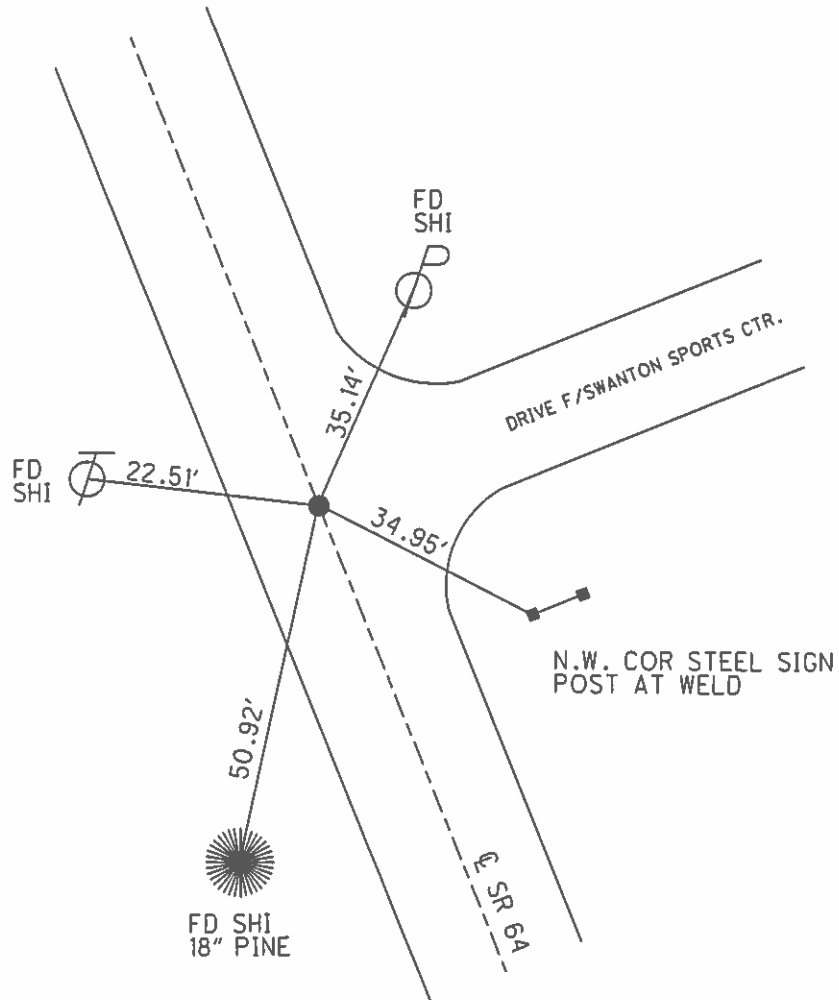 FD
SHI
35.14'
DRIVE F/SWANTON SPORTS CTR.
FD
SHI
22.51'
34.95'
N.W. COR STEEL SIGN
POST AT WELD
50.92'
℄ SR 64
FD SHI
18" PINE